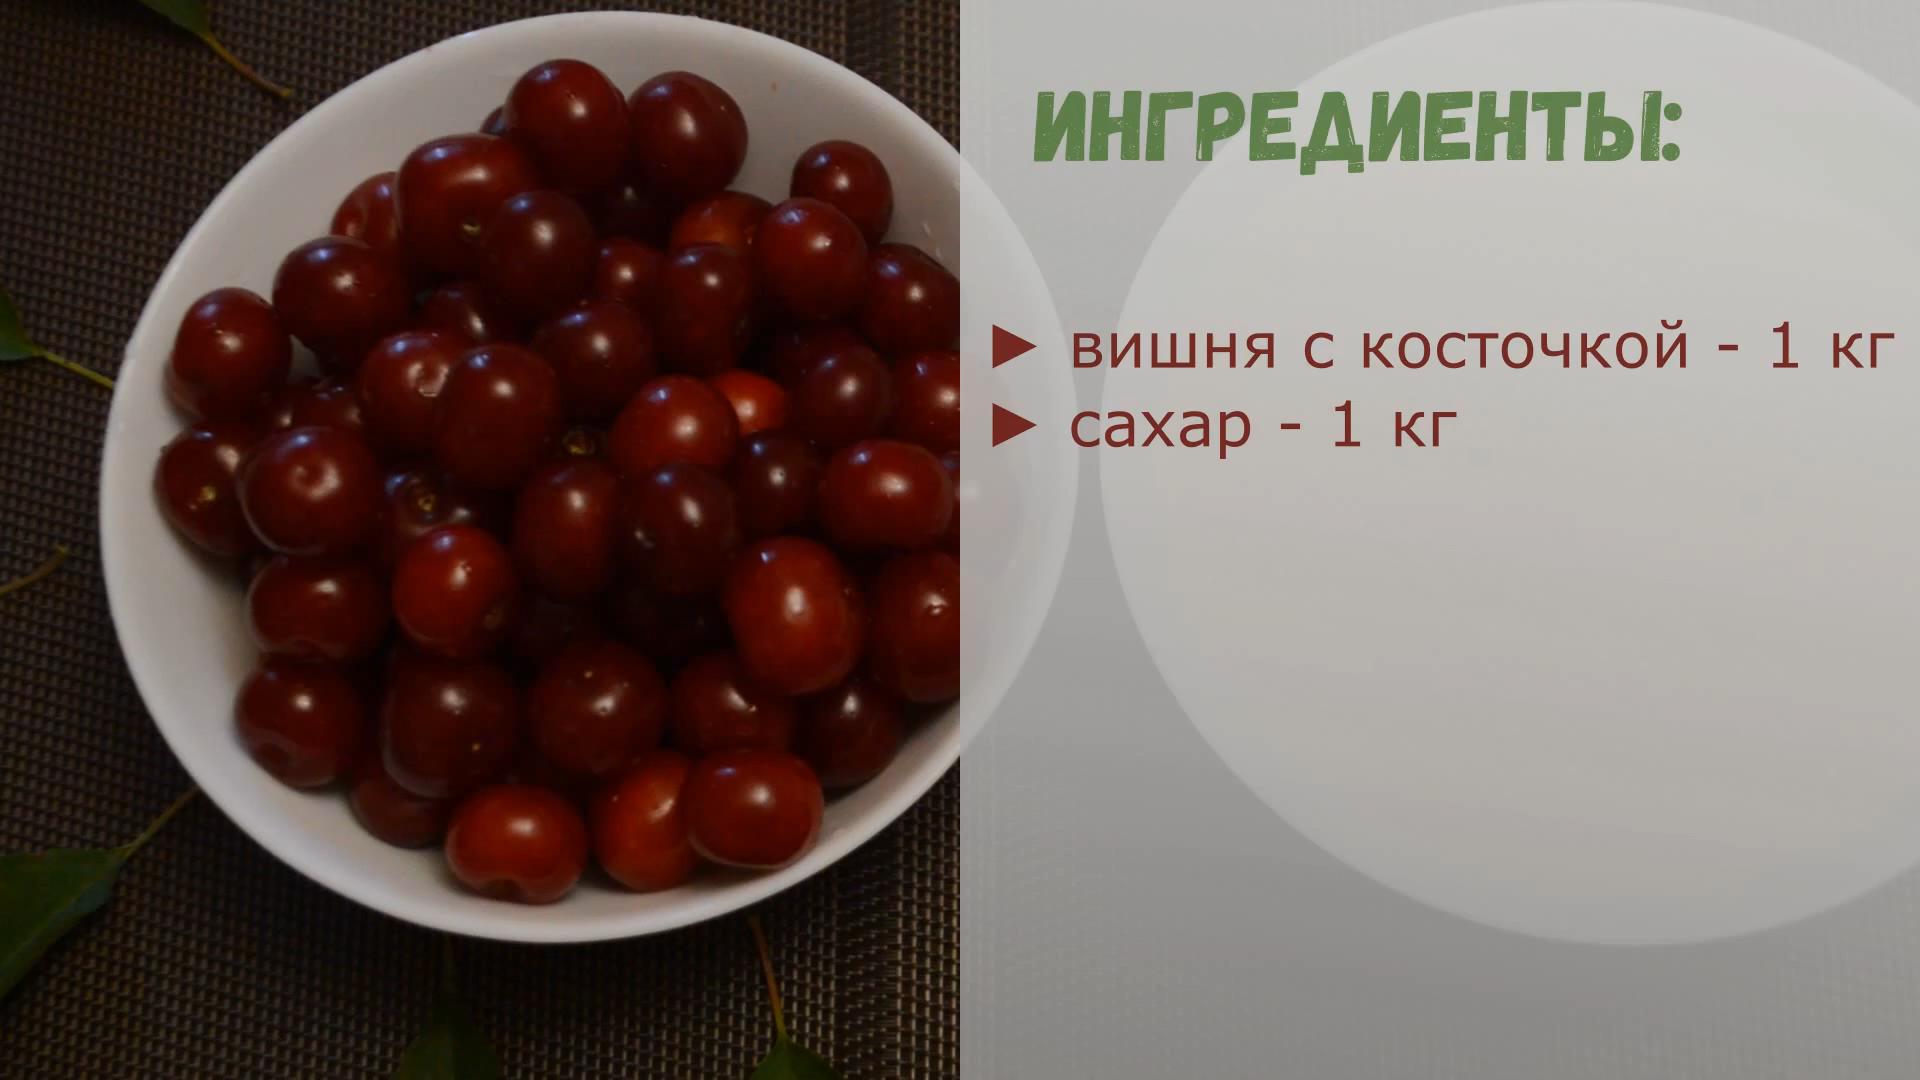 ИНГРЕДИЕНТЫ:
► вишня с косточкой - 1 кг
► сахар - 1 кг